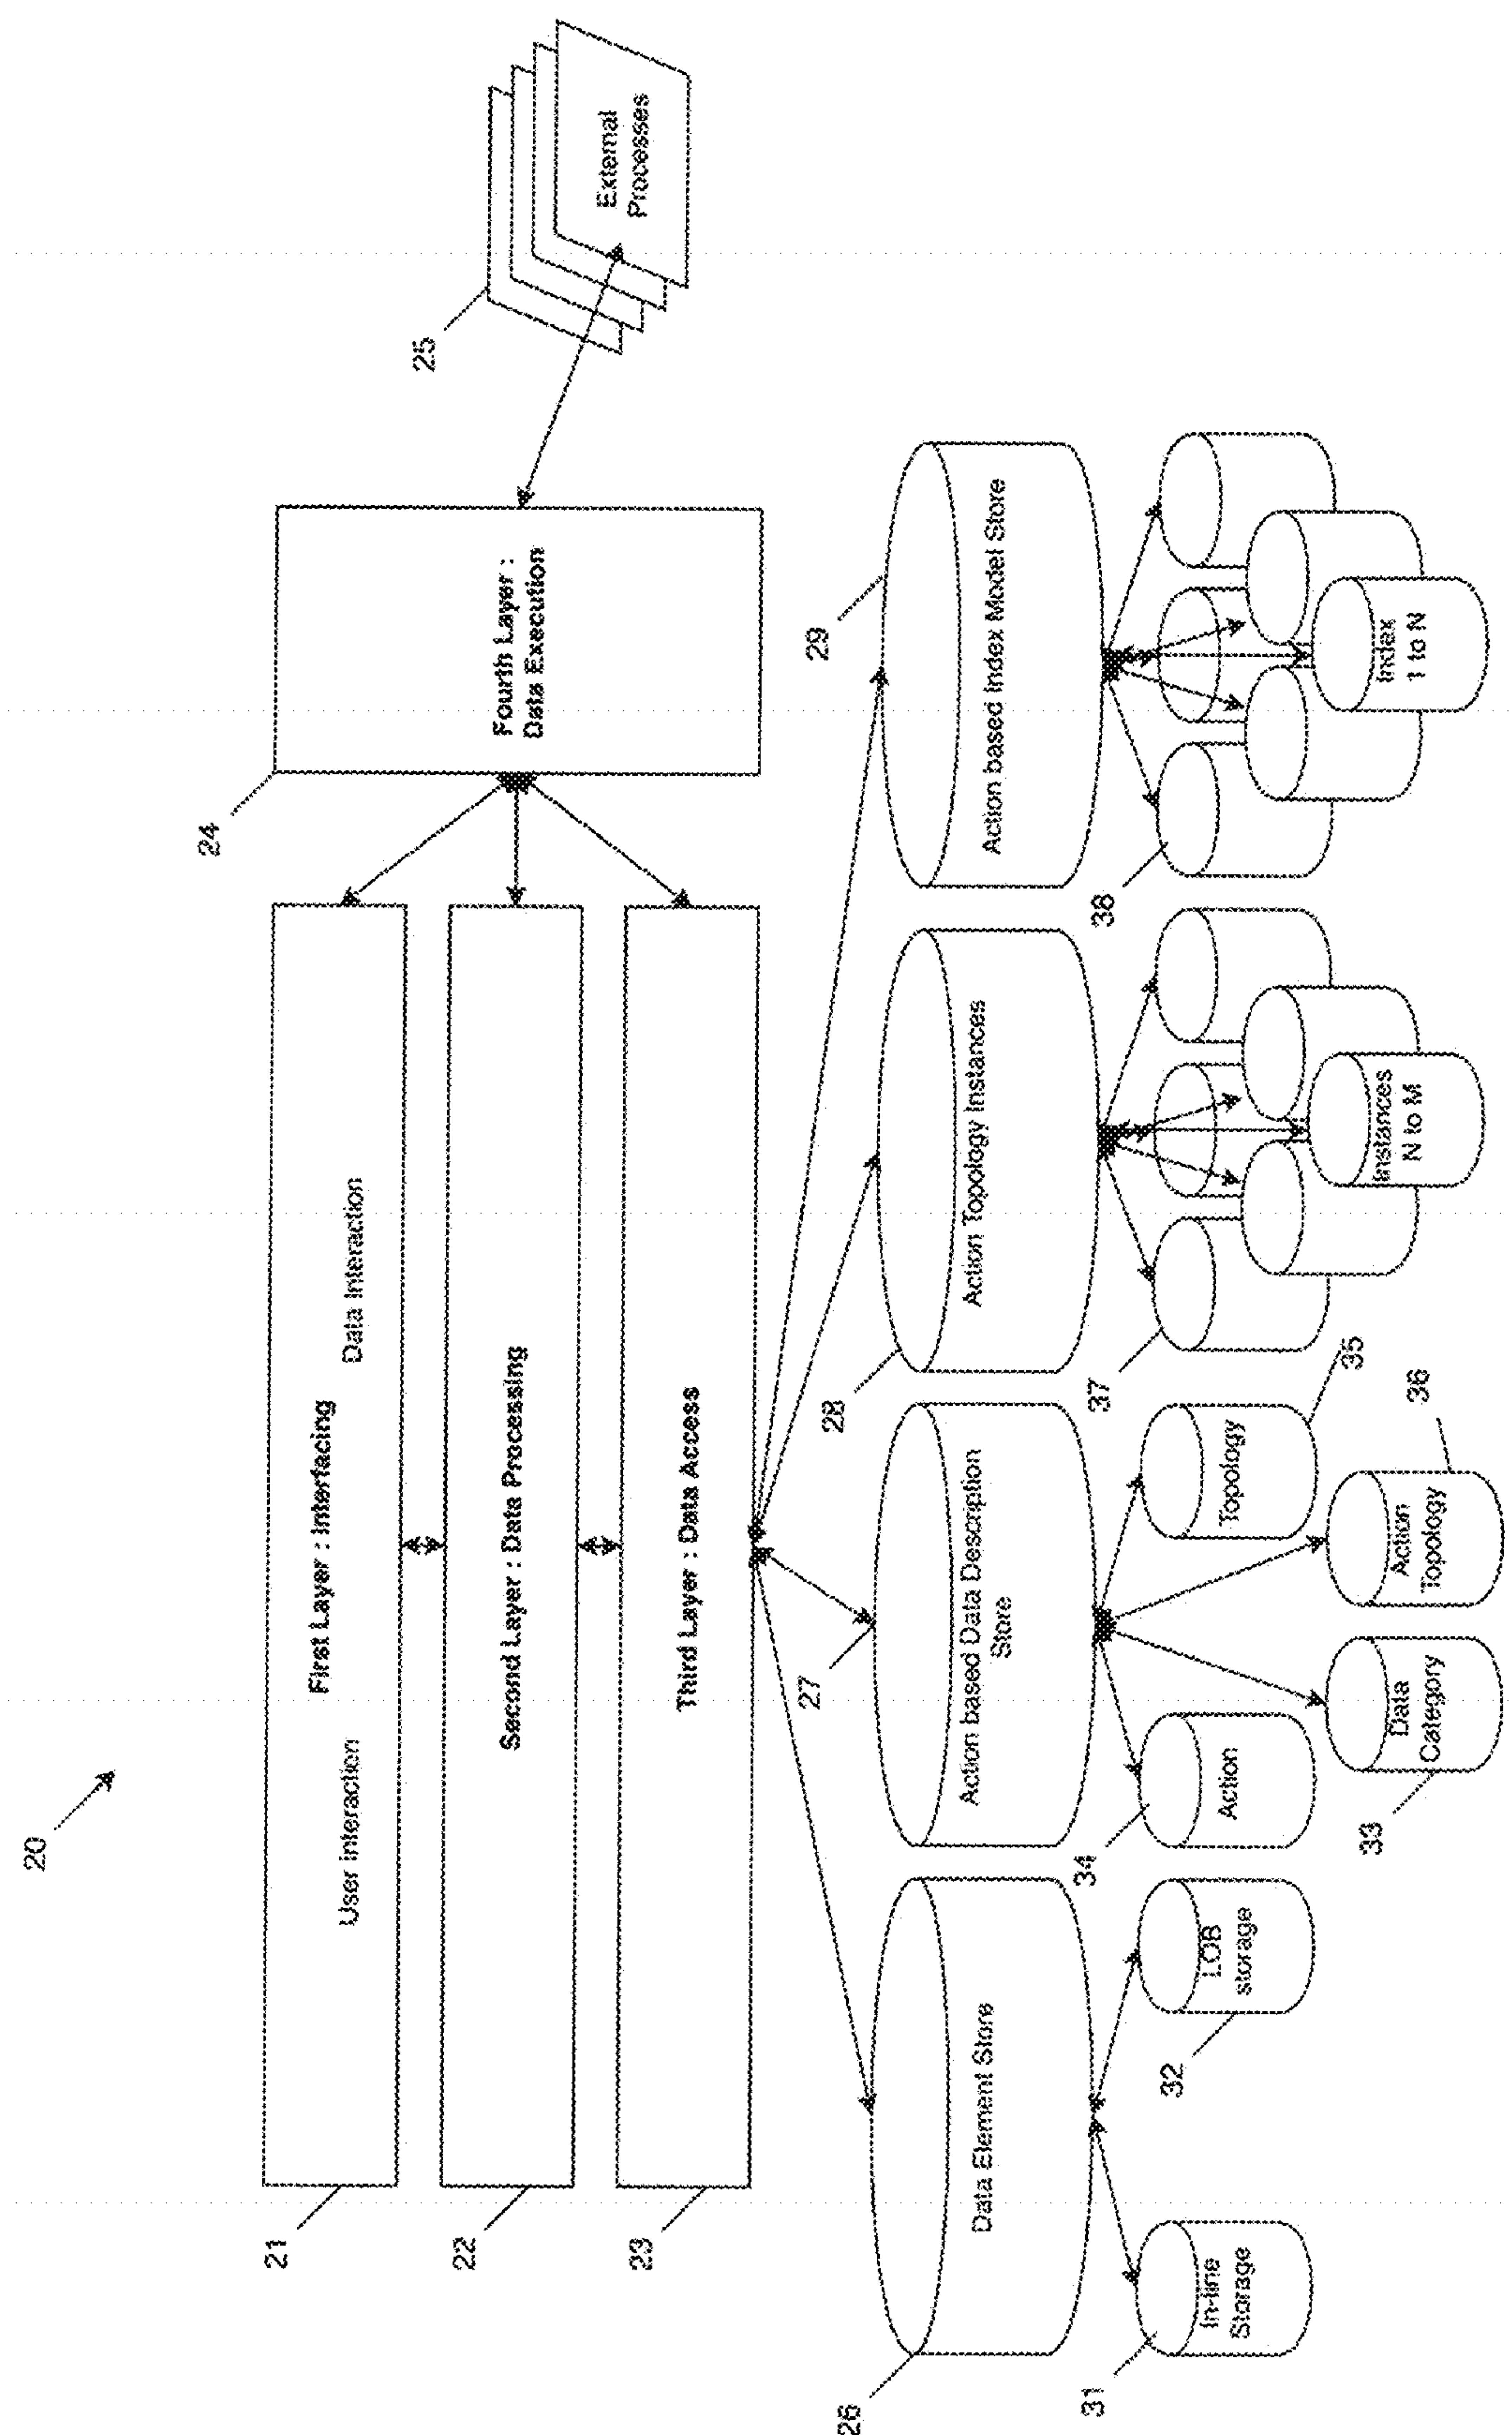 20
21
First Layer : Interfacing
User interaction
Data Interaction
22
Second Layer : Data Processing
23
Third Layer : Data Access
24
Fourth Layer :
Data Execution
25
External
Processes
26
Data Element Store
27
Action based Data Description
Store
28
Action Topology Instances
29
Action based Index Model Store
31
In-line
Storage
32
LOB
storage
34
Action
33
Data
Category
Topology
35
Action
Topology
36
37
Instances
N to M
38
Index
1 to N